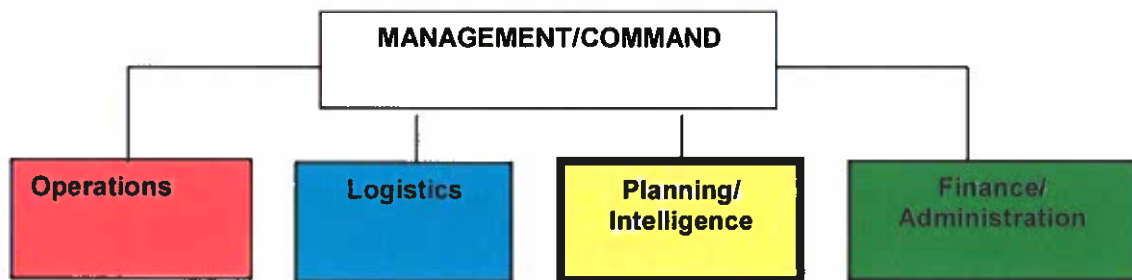 MANAGEMENT/COMMAND
Operations
Logistics
Planning/
Intelligence
Finance/
Administration